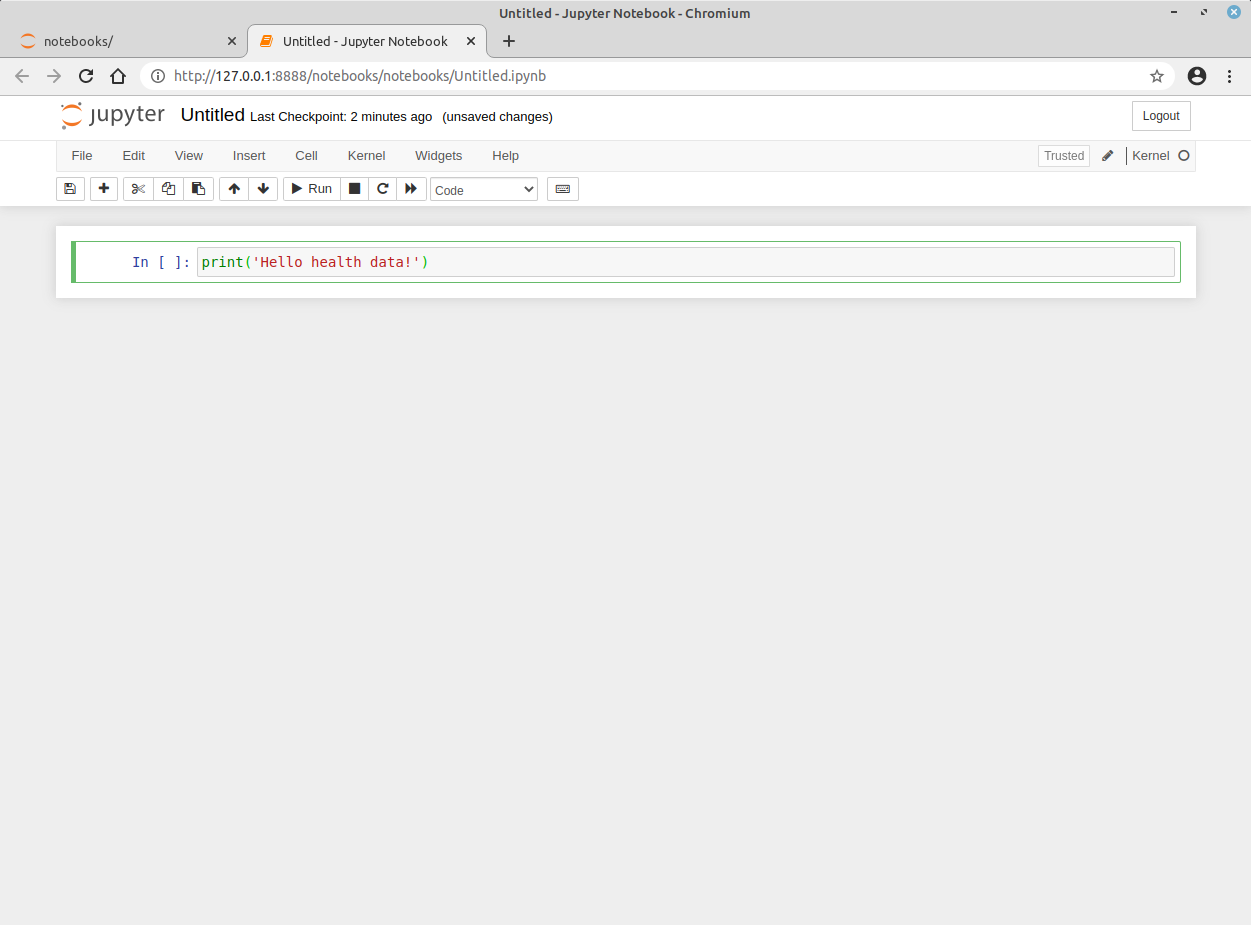 Untitled - Jupyter Notebook - Chromium
notebooks/
Untitled - Jupyter Notebook
http://127.0.0.1:8888/notebooks/notebooks/Untitled.ipynb
jupyter Untitled Last Checkpoint: 2 minutes ago (unsaved changes)
Logout
File Edit View Insert Cell Kernel Widgets Help
Trusted Kernel
Run Code
In [ ]: print('Hello health data!')